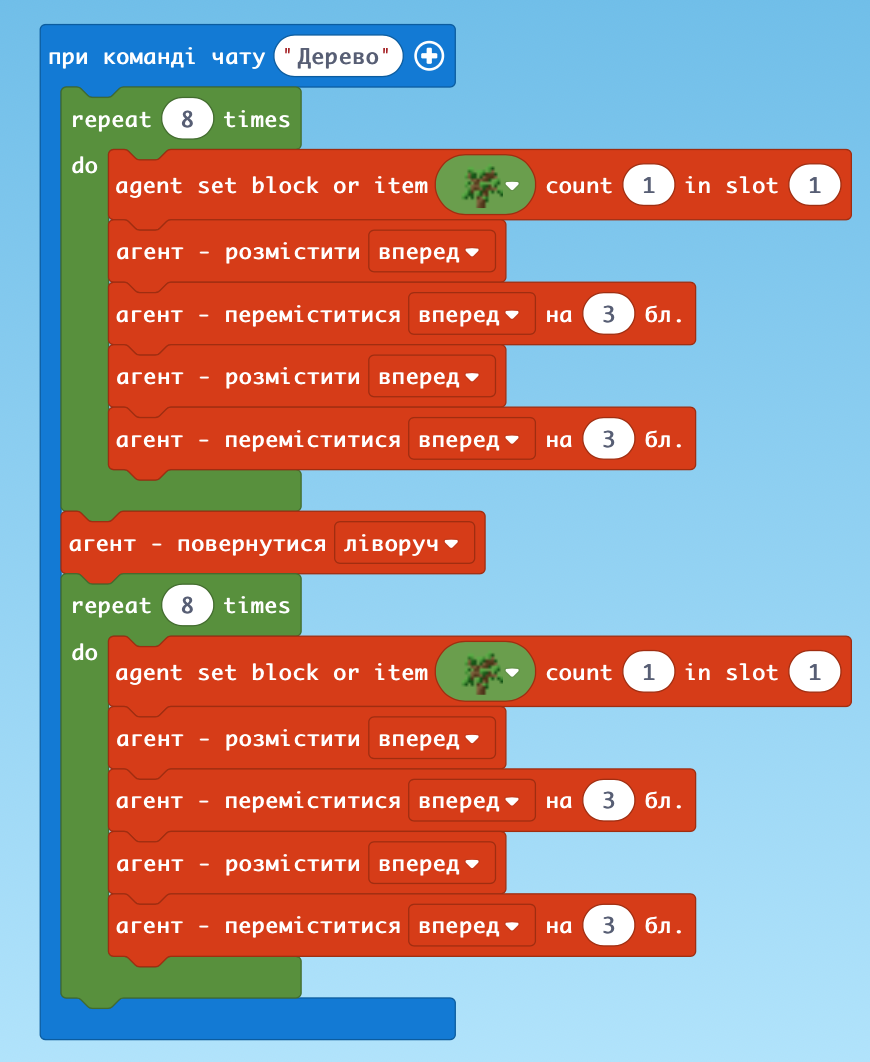 при команді чату "Дерево"
repeat 8 times
do
agent set block or item count 1 in slot 1
агент - розмістити вперед
агент - переміститися вперед на 3 бл.
агент - розмістити вперед
агент - переміститися вперед на 3 бл.
агент - повернутися ліворуч
repeat 8 times
do
agent set block or item count 1 in slot 1
агент - розмістити вперед
агент - переміститися вперед на 3 бл.
агент - розмістити вперед
агент - переміститися вперед на 3 бл.